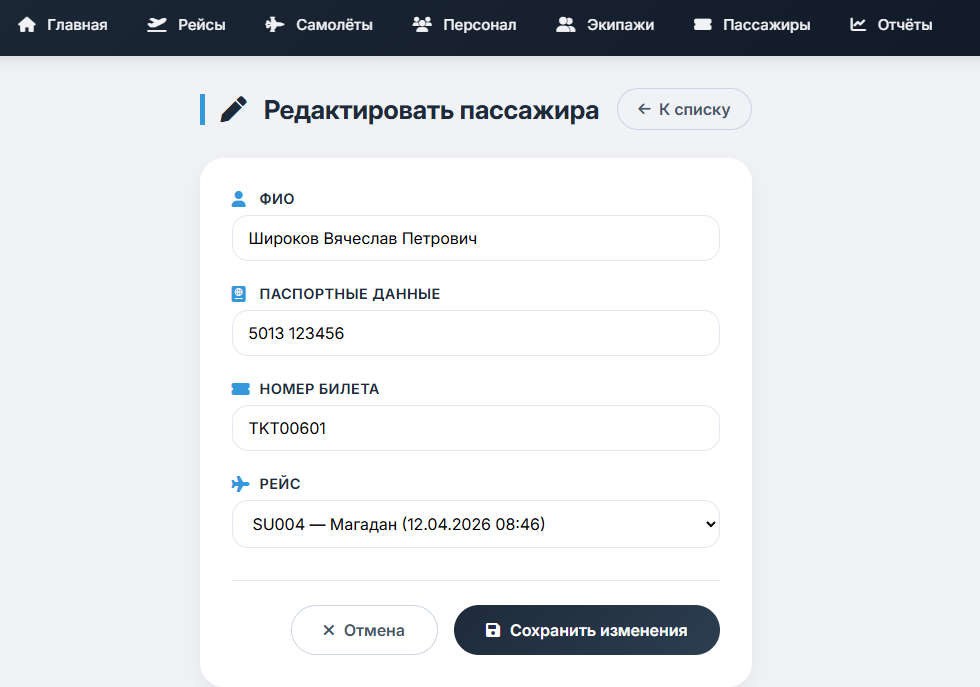 Главная Рейсы Самолёты Персонал Экипажи Пассажиры Отчёты
Редактировать пассажира ← К списку
ФИО
Широков Вячеслав Петрович
ПАСПОРТНЫЕ ДАННЫЕ
5013 123456
НОМЕР БИЛЕТА
TKT00601
РЕЙС
SU004 — Магадан (12.04.2026 08:46)
× Отмена Сохранить изменения